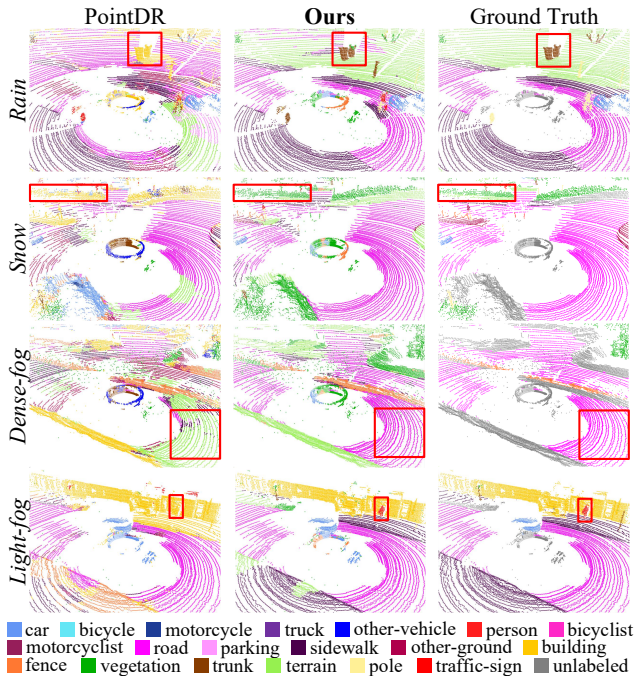 PointDR Ours Ground Truth
Rain
Snow
Dense-fog
Light-fog
car bicycle motorcycle truck other-vehicle person bicyclist
motorcyclist road parking sidewalk other-ground building
fence vegetation trunk terrain pole traffic-sign unlabeled